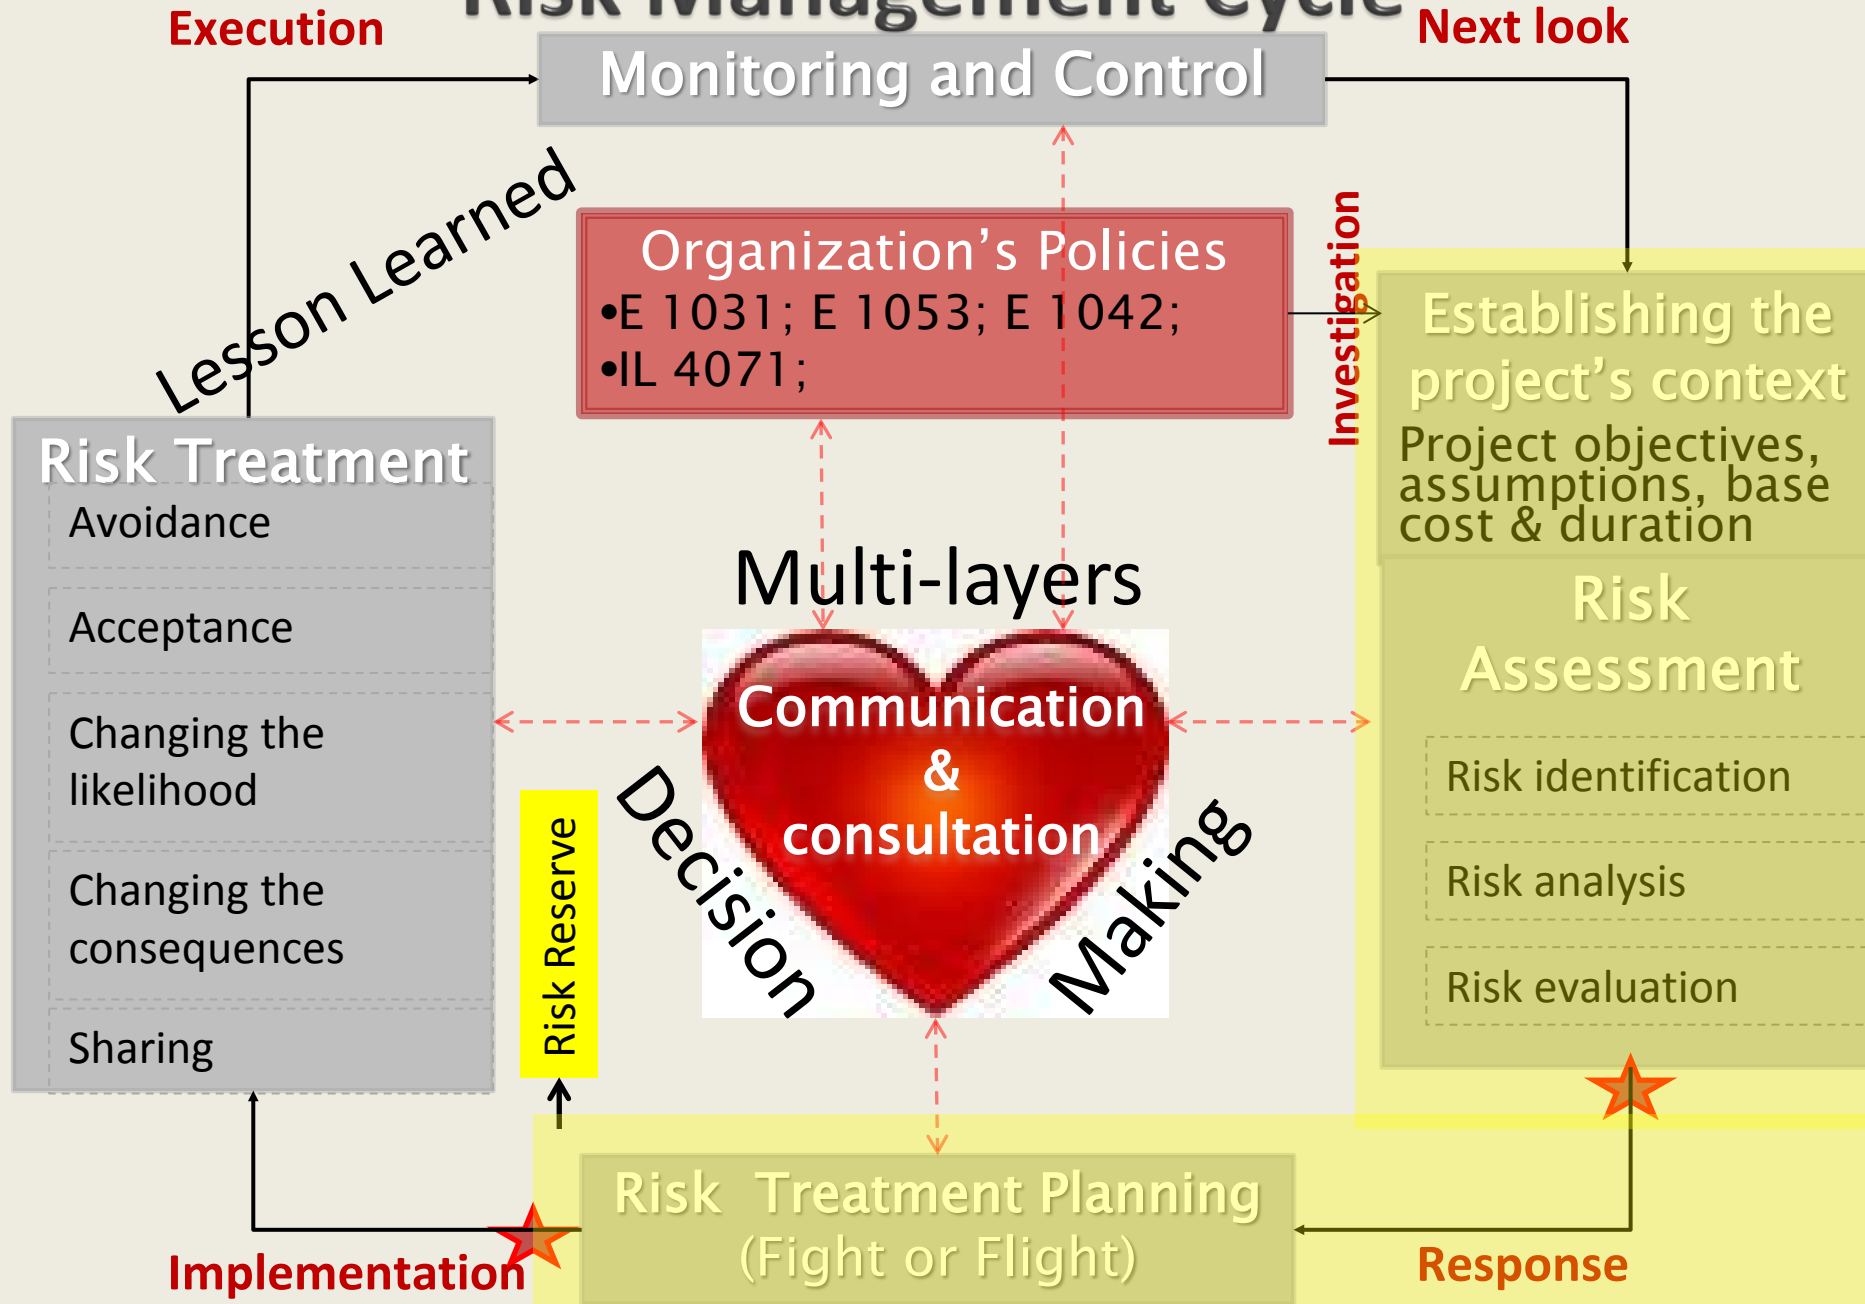 Risk Management Cycle
Execution
Next look
Monitoring and Control
Lesson Learned
Organization’s Policies
•E 1031; E 1053; E 1042;
•IL 4071;
Investigation
Establishing the
project’s context
Project objectives,
assumptions, base
cost & duration
Risk Treatment
Avoidance
Acceptance
Changing the
likelihood
Changing the
consequences
Sharing
Multi-layers
Communication
&
consultation
Decision
Making
Risk Reserve
Risk
Assessment
Risk identification
Risk analysis
Risk evaluation
Risk Treatment Planning
(Fight or Flight)
Implementation
Response